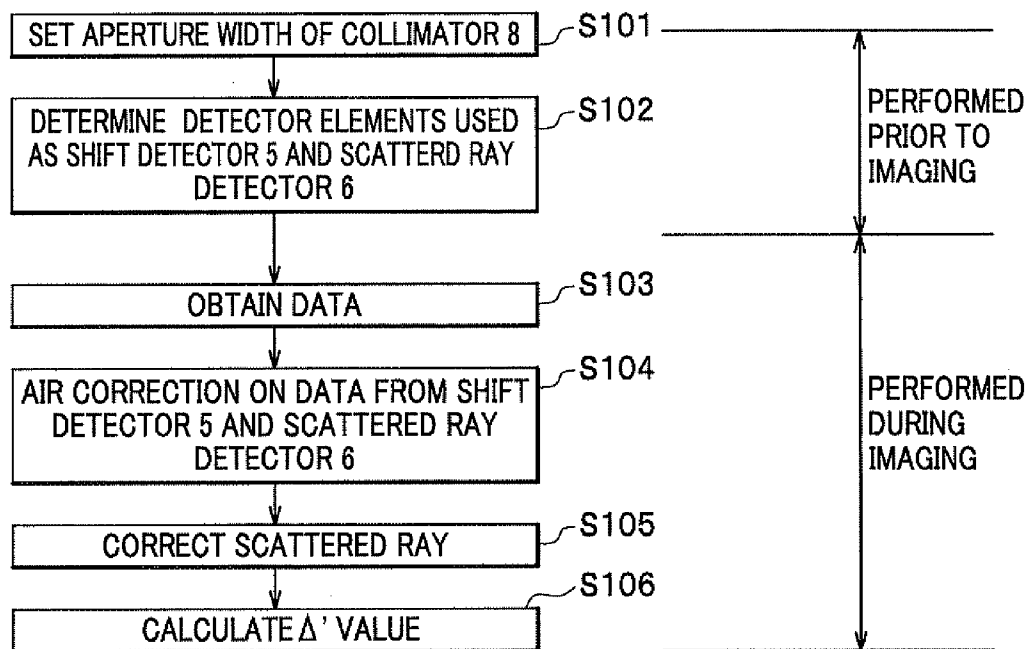 SET APERTURE WIDTH OF COLLIMATOR 8
S101
DETERMINE DETECTOR ELEMENTS USED
AS SHIFT DETECTOR 5 AND SCATTERD RAY
DETECTOR 6
S102
PERFORMED
PRIOR TO
IMAGING
OBTAIN DATA
S103
AIR CORRECTION ON DATA FROM SHIFT
DETECTOR 5 AND SCATTERED RAY
DETECTOR 6
S104
PERFORMED
DURING
IMAGING
CORRECT SCATTERED RAY
S105
CALCULATE Δ' VALUE
S106